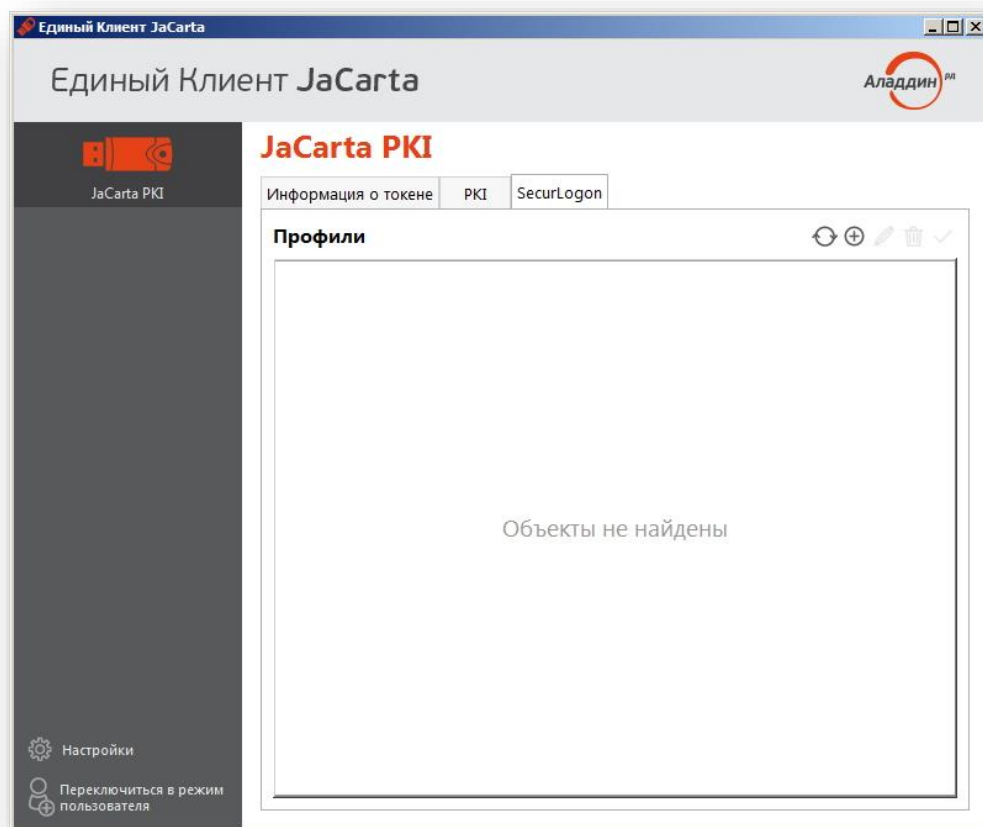 Единый Клиент JaCarta
Единый Клиент JaCarta
Аладдин РД
JaCarta PKI
JaCarta PKI
Информация о токене PKI SecurLogon
Профили
Объекты не найдены
Настройки
Переключиться в режим
пользователя